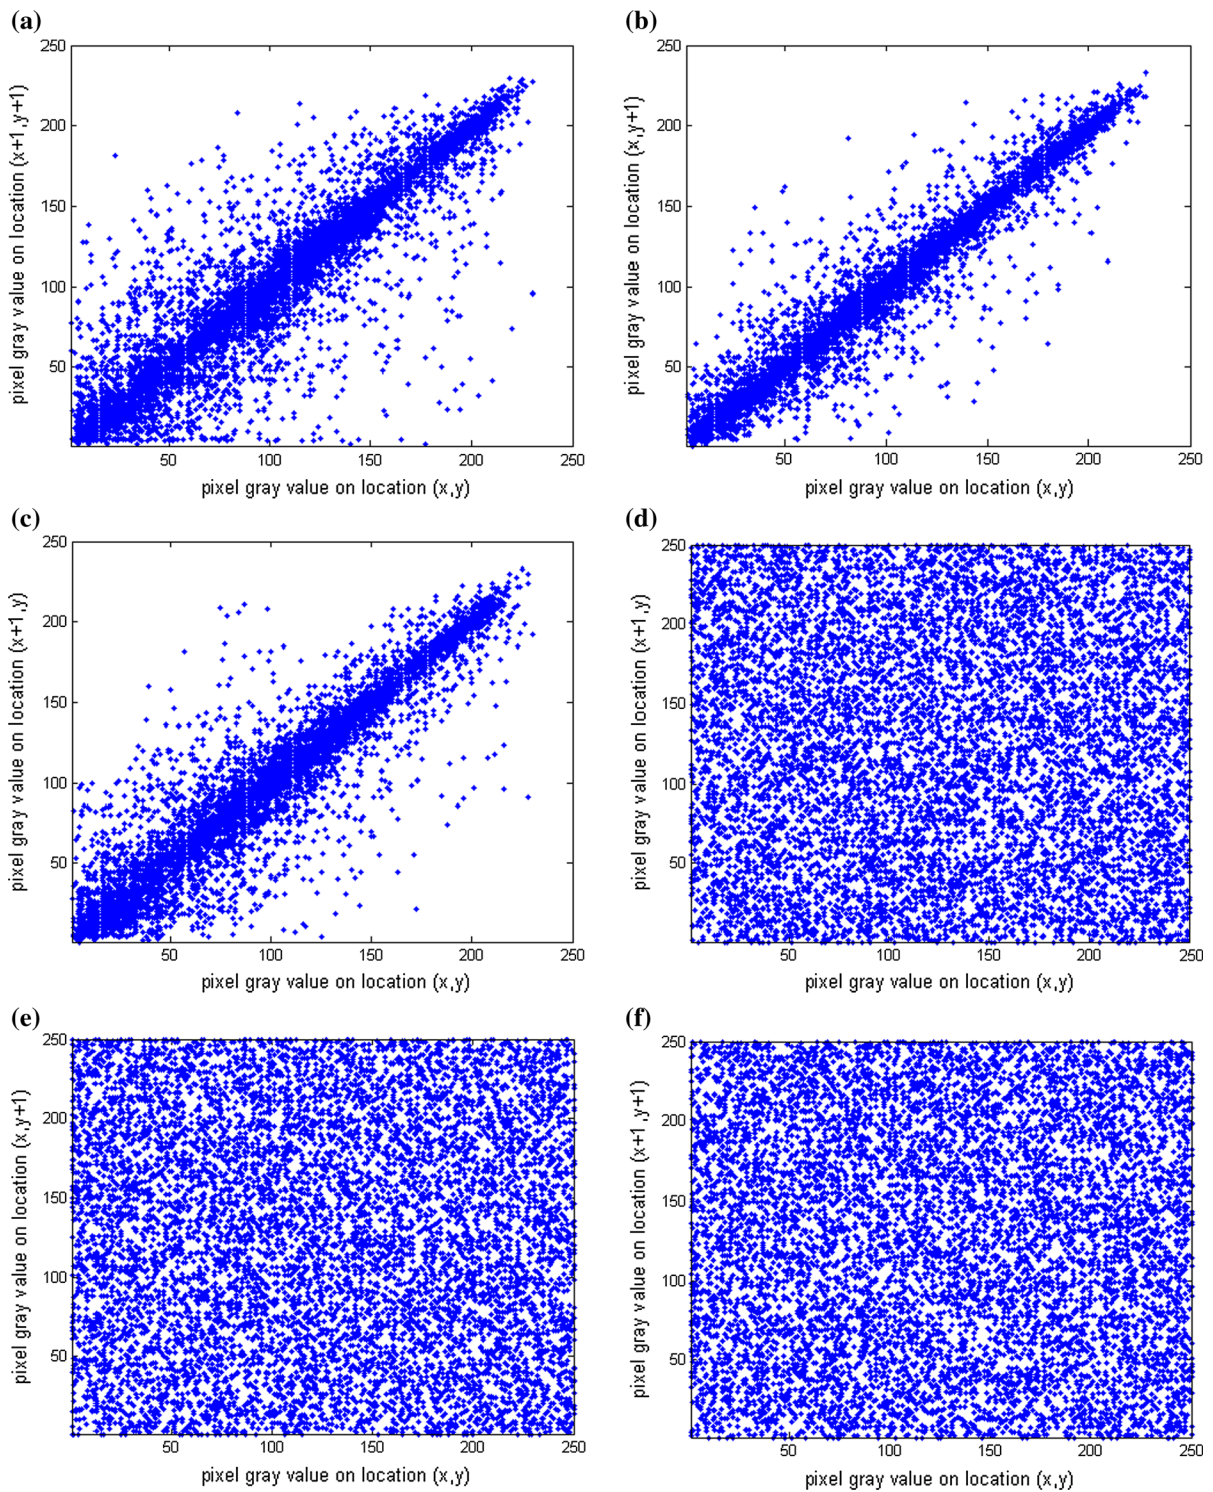 (a)
250
200
150
100
50
50 100 150 200 250
pixel gray value on location (x+1,y+1)
pixel gray value on location (x,y)
(b)
250
200
150
100
50
50 100 150 200 250
pixel gray value on location (x,y+1)
pixel gray value on location (x,y)
(c)
250
200
150
100
50
50 100 150 200 250
pixel gray value on location (x+1,y)
pixel gray value on location (x,y)
(d)
250
200
150
100
50
50 100 150 200 250
pixel gray value on location (x+1,y)
pixel gray value on location (x,y)
(e)
250
200
150
100
50
50 100 150 200 250
pixel gray value on location (x,y+1)
pixel gray value on location (x,y)
(f)
250
200
150
100
50
50 100 150 200 250
pixel gray value on location (x+1,y+1)
pixel gray value on location (x,y)